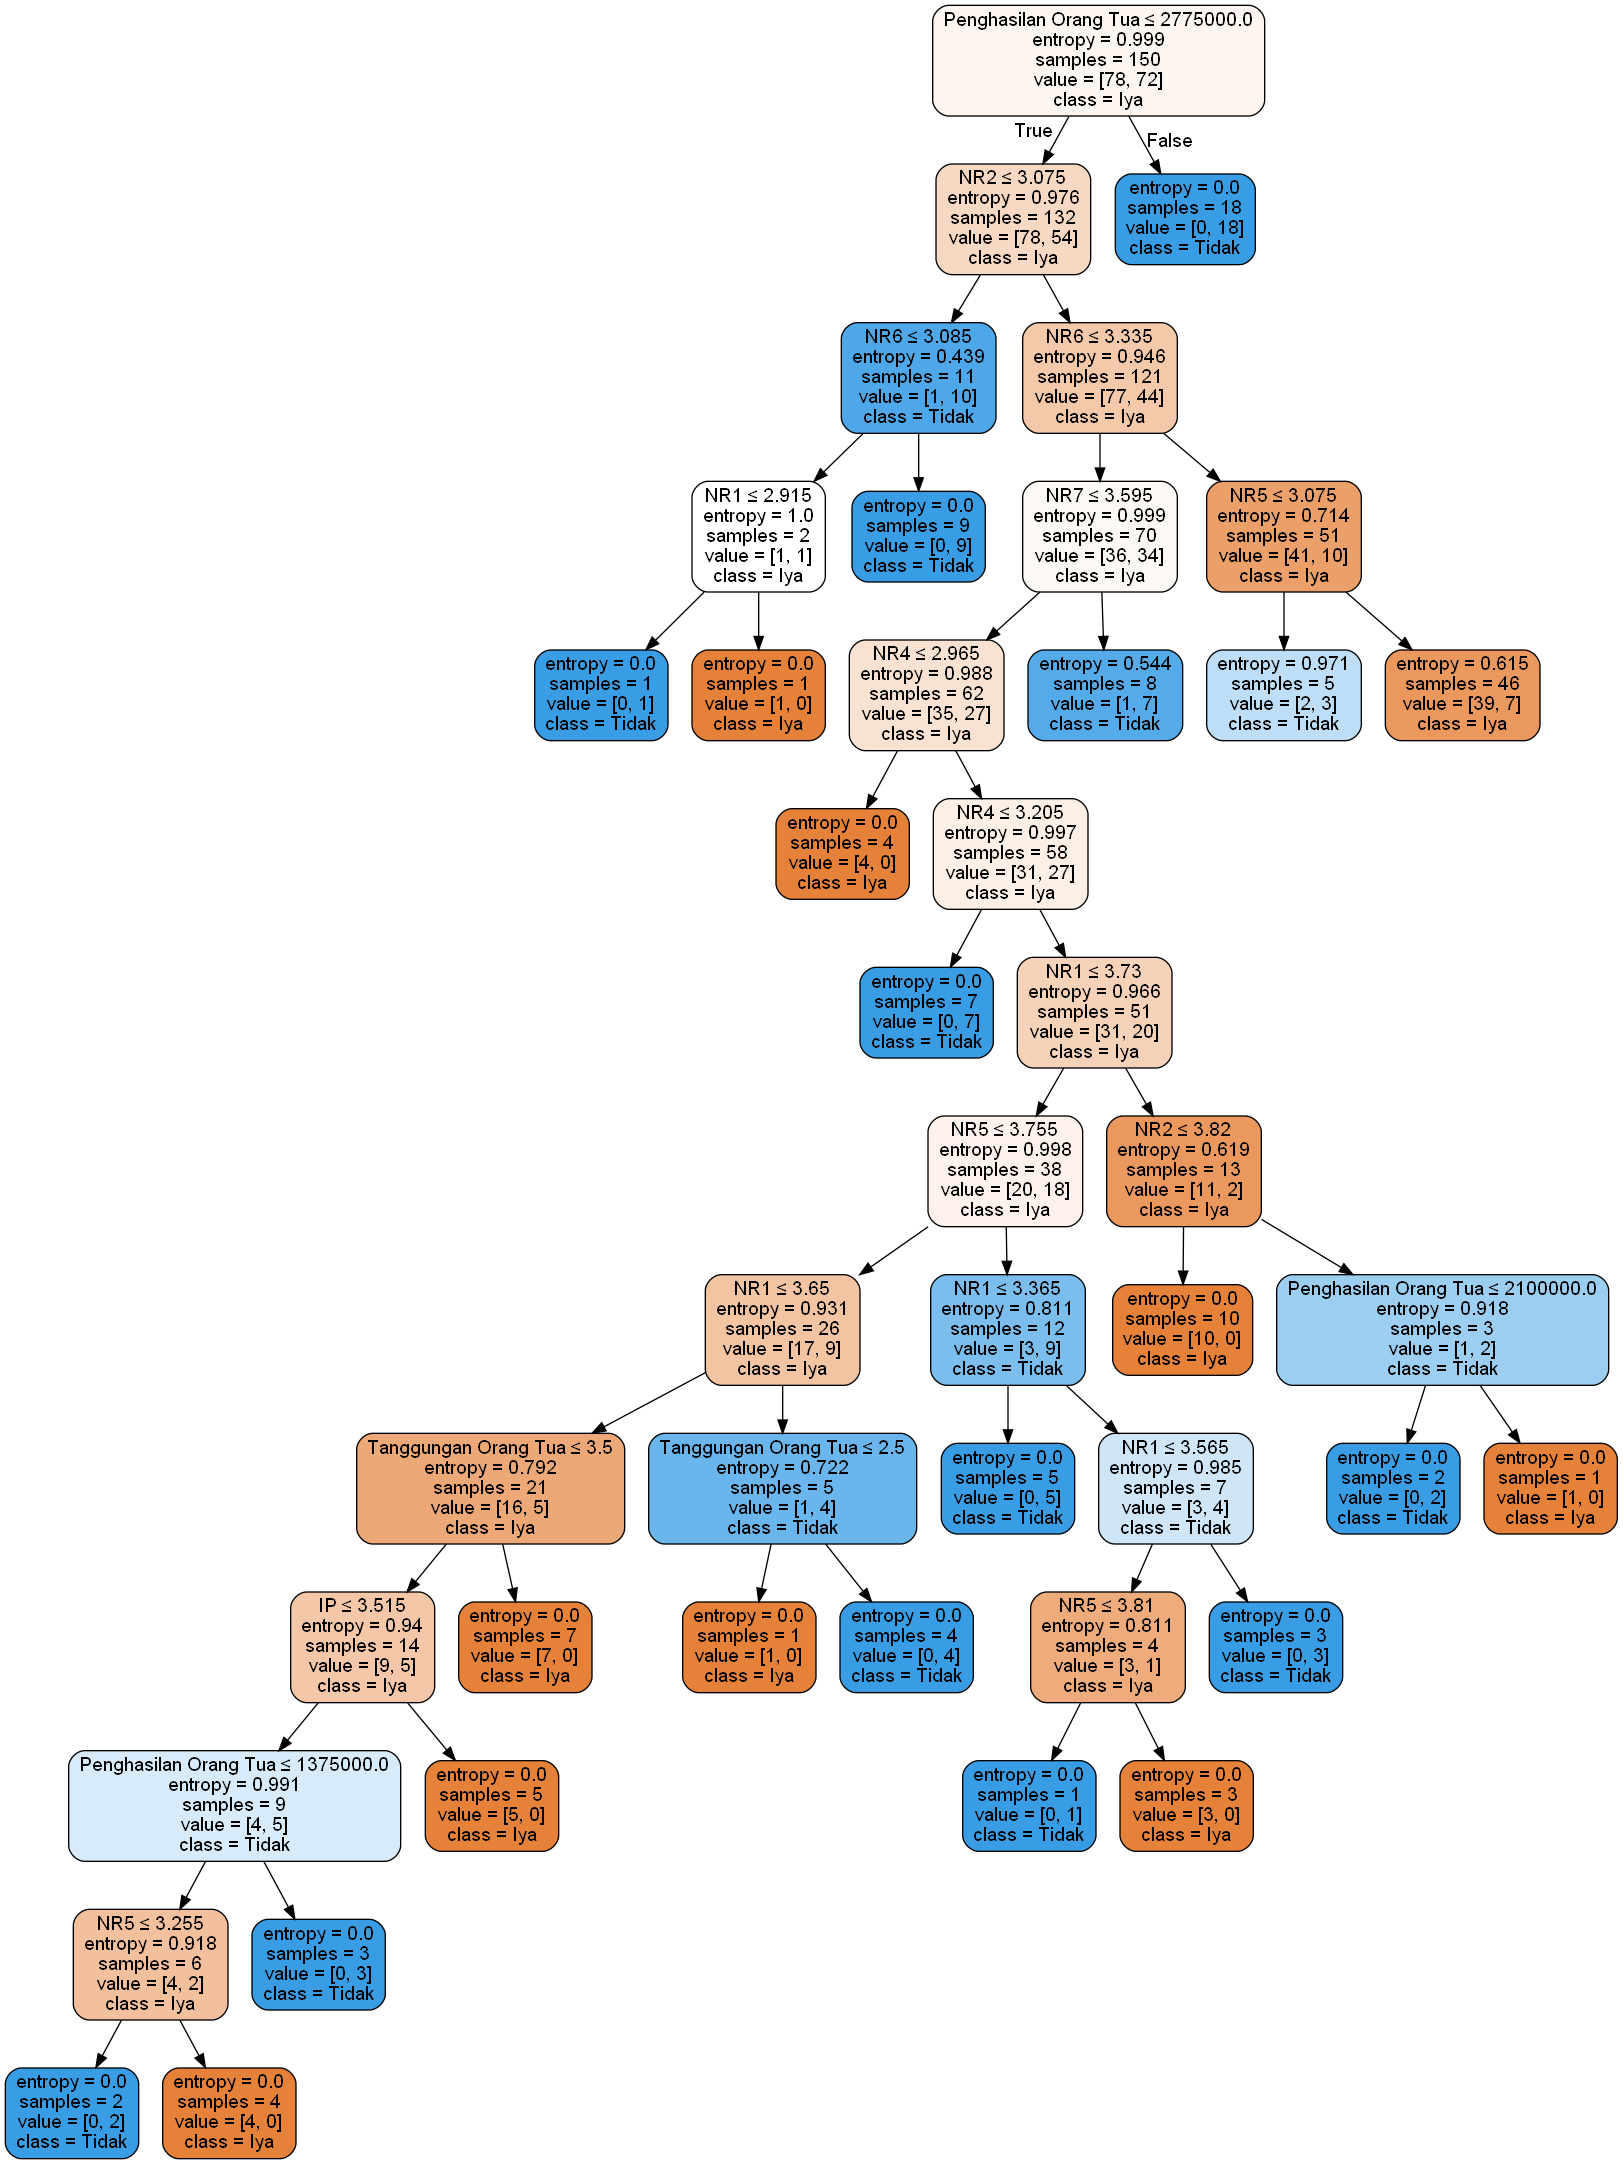 Penghasilan Orang Tua ≤ 2775000.0
entropy = 0.999
samples = 150
value = [78, 72]
class = Iya
True
False
NR2 ≤ 3.075
entropy = 0.976
samples = 132
value = [78, 54]
class = Iya
entropy = 0.0
samples = 18
value = [0, 18]
class = Tidak
NR6 ≤ 3.085
entropy = 0.439
samples = 11
value = [1, 10]
class = Tidak
NR6 ≤ 3.335
entropy = 0.946
samples = 121
value = [77, 44]
class = Iya
NR1 ≤ 2.915
entropy = 1.0
samples = 2
value = [1, 1]
class = Iya
entropy = 0.0
samples = 9
value = [0, 9]
class = Tidak
NR7 ≤ 3.595
entropy = 0.999
samples = 70
value = [36, 34]
class = Iya
NR5 ≤ 3.075
entropy = 0.714
samples = 51
value = [41, 10]
class = Iya
entropy = 0.0
samples = 1
value = [0, 1]
class = Tidak
entropy = 0.0
samples = 1
value = [1, 0]
class = Iya
NR4 ≤ 2.965
entropy = 0.988
samples = 62
value = [35, 27]
class = Iya
entropy = 0.544
samples = 8
value = [1, 7]
class = Tidak
entropy = 0.971
samples = 5
value = [2, 3]
class = Tidak
entropy = 0.615
samples = 46
value = [39, 7]
class = Iya
entropy = 0.0
samples = 4
value = [4, 0]
class = Iya
NR4 ≤ 3.205
entropy = 0.997
samples = 58
value = [31, 27]
class = Iya
entropy = 0.0
samples = 7
value = [0, 7]
class = Tidak
NR1 ≤ 3.73
entropy = 0.966
samples = 51
value = [31, 20]
class = Iya
NR5 ≤ 3.755
entropy = 0.998
samples = 38
value = [20, 18]
class = Iya
NR2 ≤ 3.82
entropy = 0.619
samples = 13
value = [11, 2]
class = Iya
NR1 ≤ 3.65
entropy = 0.931
samples = 26
value = [17, 9]
class = Iya
NR1 ≤ 3.365
entropy = 0.811
samples = 12
value = [3, 9]
class = Tidak
entropy = 0.0
samples = 10
value = [10, 0]
class = Iya
Penghasilan Orang Tua ≤ 2100000.0
entropy = 0.918
samples = 3
value = [1, 2]
class = Tidak
Tanggungan Orang Tua ≤ 3.5
entropy = 0.792
samples = 21
value = [16, 5]
class = Iya
Tanggungan Orang Tua ≤ 2.5
entropy = 0.722
samples = 5
value = [1, 4]
class = Tidak
entropy = 0.0
samples = 5
value = [0, 5]
class = Tidak
NR1 ≤ 3.565
entropy = 0.985
samples = 7
value = [3, 4]
class = Tidak
entropy = 0.0
samples = 2
value = [0, 2]
class = Tidak
entropy = 0.0
samples = 1
value = [1, 0]
class = Iya
IP ≤ 3.515
entropy = 0.94
samples = 14
value = [9, 5]
class = Iya
entropy = 0.0
samples = 7
value = [7, 0]
class = Iya
entropy = 0.0
samples = 1
value = [1, 0]
class = Iya
entropy = 0.0
samples = 4
value = [0, 4]
class = Tidak
NR5 ≤ 3.81
entropy = 0.811
samples = 4
value = [3, 1]
class = Iya
entropy = 0.0
samples = 3
value = [0, 3]
class = Tidak
Penghasilan Orang Tua ≤ 1375000.0
entropy = 0.991
samples = 9
value = [4, 5]
class = Tidak
entropy = 0.0
samples = 5
value = [5, 0]
class = Iya
entropy = 0.0
samples = 1
value = [0, 1]
class = Tidak
entropy = 0.0
samples = 3
value = [3, 0]
class = Iya
NR5 ≤ 3.255
entropy = 0.918
samples = 6
value = [4, 2]
class = Iya
entropy = 0.0
samples = 3
value = [0, 3]
class = Tidak
entropy = 0.0
samples = 2
value = [0, 2]
class = Tidak
entropy = 0.0
samples = 4
value = [4, 0]
class = Iya